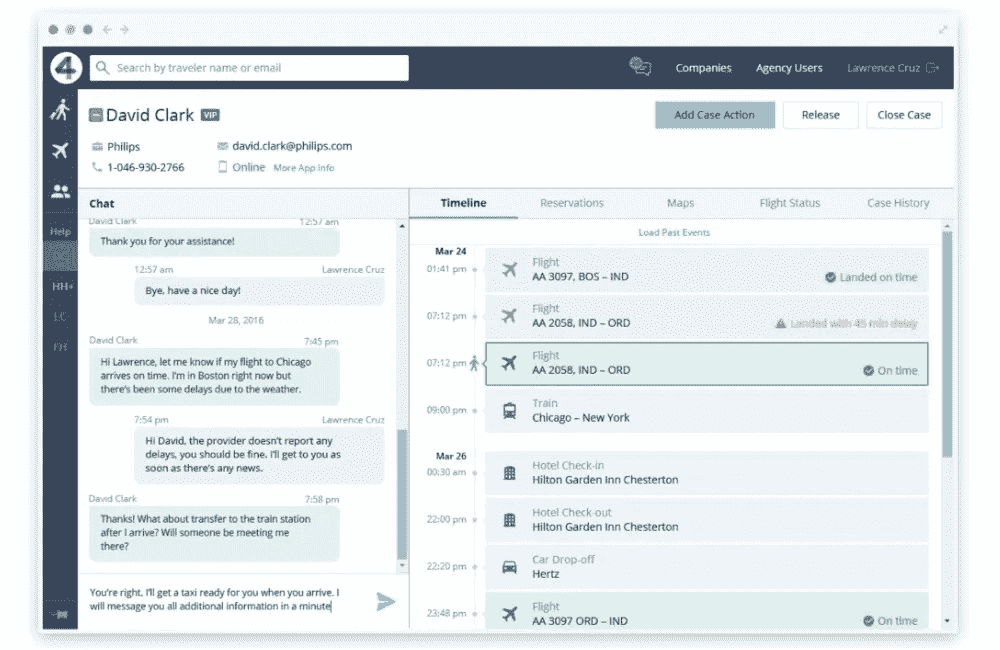 4
Search by traveler name or email
Companies
Agency Users
Lawrence Cruz
David Clark VIP
Add Case Action
Release
Close Case
Philips
david.clark@philips.com
1-046-930-2766
Online More App info
Help
HH
LC
Chat
David Clark 12:57 am
Thank you for your assistance!
12:57 am Lawrence Cruz
Bye, have a nice day!
Mar 28, 2016
David Clark 7:45 pm
Hi Lawrence, let me know if my flight to Chicago
arrives on time. I'm in Boston right now but
there's been some delays due to the weather.
7:54 pm Lawrence Cruz
Hi David, the provider doesn't report any
delays, you should be fine. I'll get to you as
soon as there's any news.
David Clark 7:58 pm
Thanks! What about transfer to the train station
after I arrive? Will someone be meeting me
there?
You're right. I'll get a taxi ready for you when you arrive. I
will message you all additional information in a minute
Timeline
Reservations
Maps
Flight Status
Case History
Load Past Events
Mar 24
01:41 pm
Flight
AA 3097, BOS – IND
Landed on time
07:12 pm
Flight
AA 2058, IND – ORD
Landed with 45 min delay
07:12 pm
Flight
AA 2058, IND – ORD
On time
09:00 pm
Train
Chicago – New York
Mar 26
00:30 am
Hotel Check-in
Hilton Garden Inn Chesterton
22:00 pm
Hotel Check-out
Hilton Garden Inn Chesterton
22:20 pm
Car Drop-off
Hertz
23:48 pm
Flight
AA 3097 ORD – IND
On time